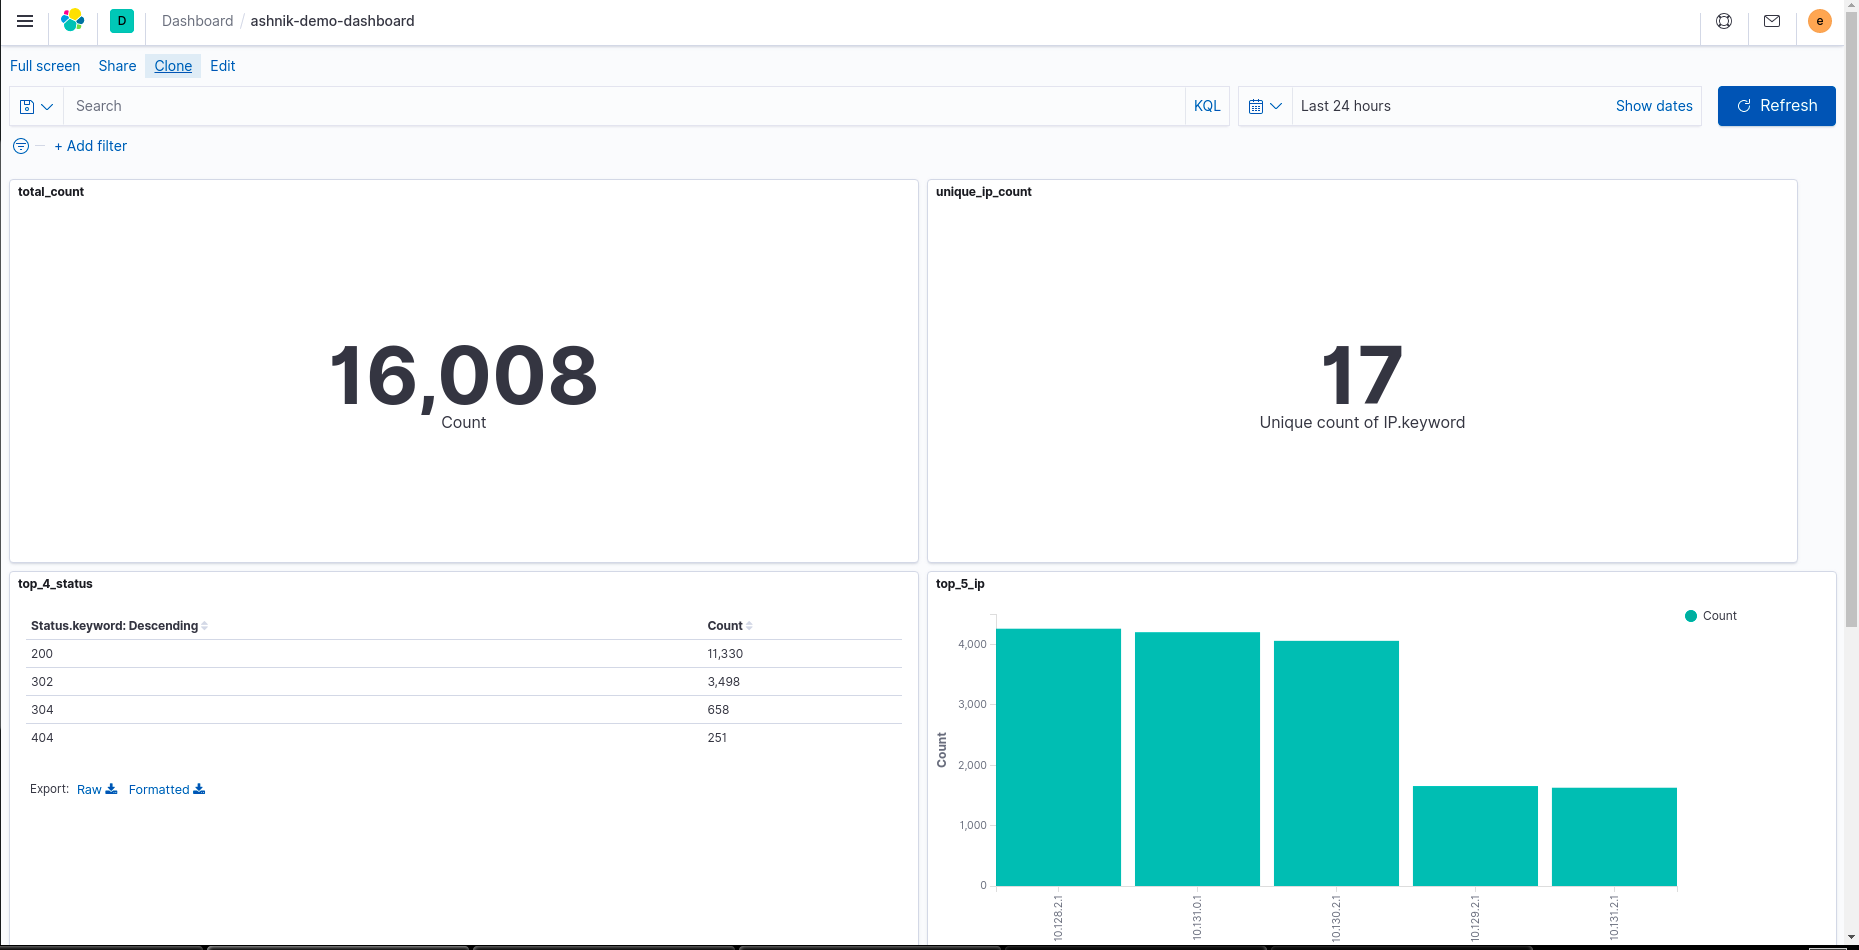 D Dashboard / ashnik-demo-dashboard e
Full screen Share Clone Edit
Search KQL Last 24 hours Show dates Refresh
+ Add filter
total_count
16,008
Count
unique_ip_count
17
Unique count of IP.keyword
top_4_status
Status.keyword: Descending Count
200 11,330
302 3,498
304 658
404 251
Export: Raw Formatted
top_5_ip
Count
4,000
3,000
2,000
1,000
0
Count
10.128.2.1
10.131.0.1
10.130.2.1
10.129.2.1
10.131.2.1